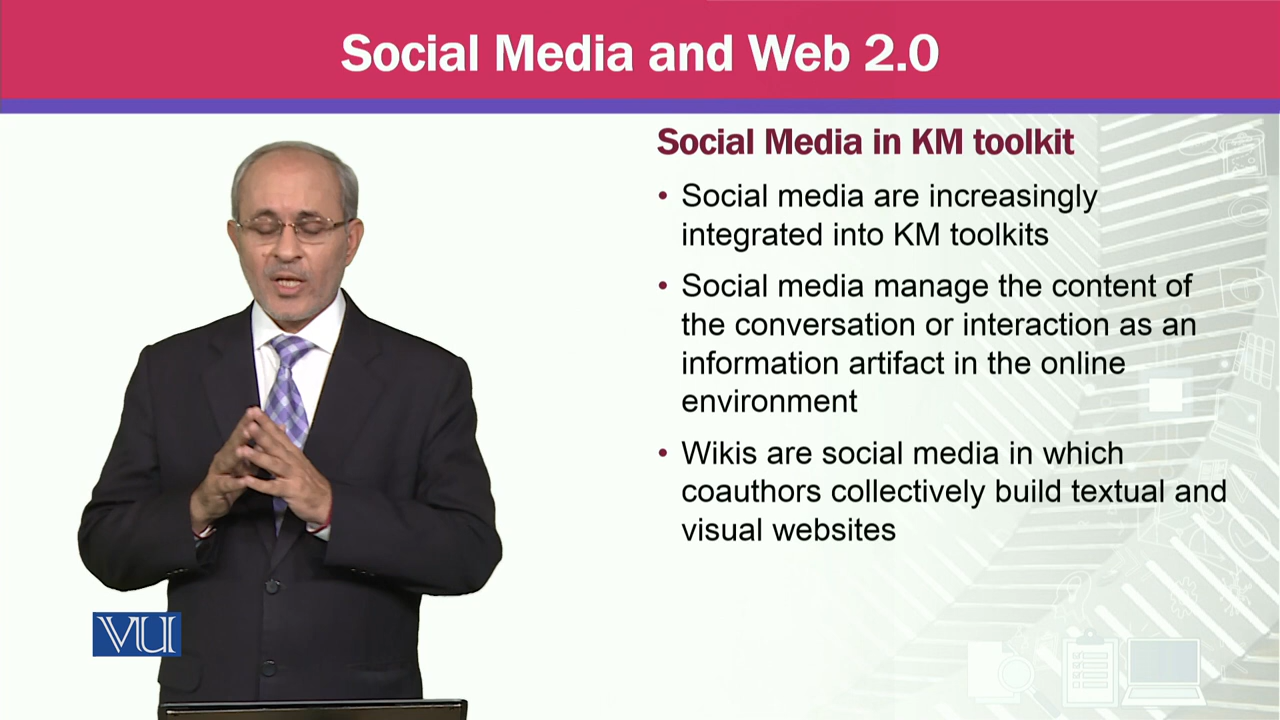 Social Media and Web 2.0
Social Media in KM toolkit
• Social media are increasingly
integrated into KM toolkits
• Social media manage the content of
the conversation or interaction as an
information artifact in the online
environment
• Wikis are social media in which
coauthors collectively build textual and
visual websites
VU